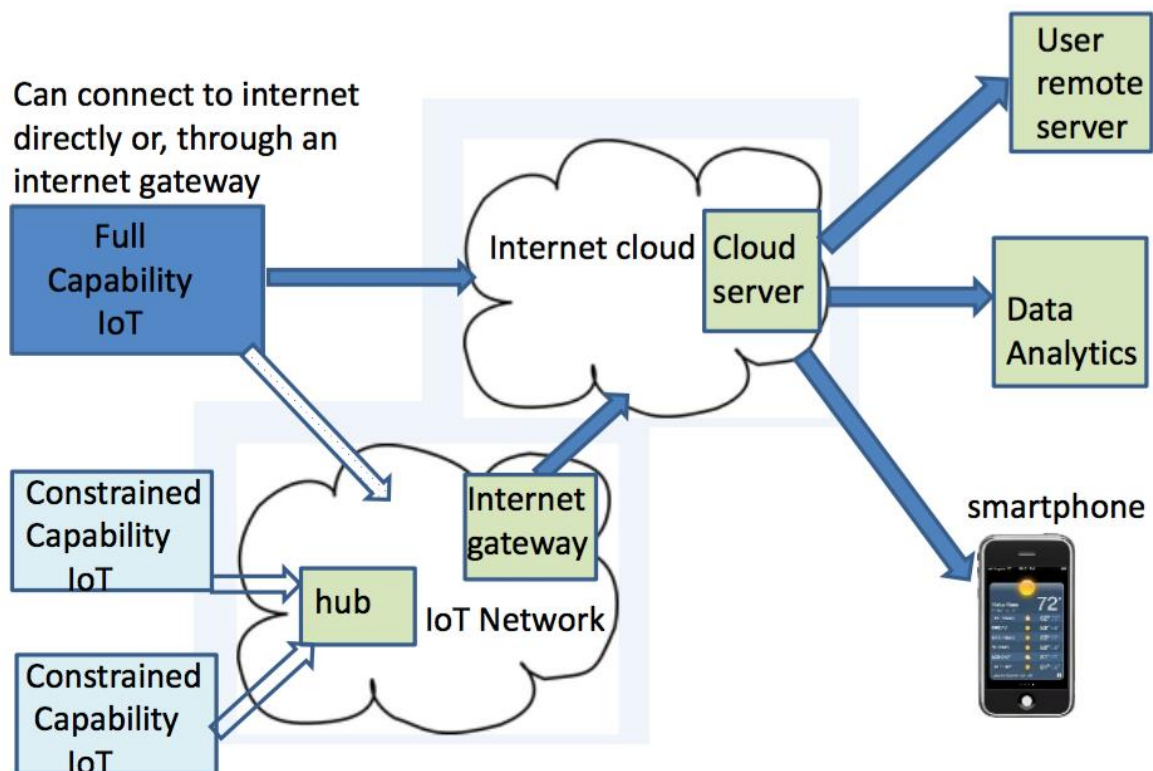 User
remote
server
Can connect to internet
directly or, through an
internet gateway
Full
Capability
IoT
Internet cloud
Cloud
server
Data
Analytics
Constrained
Capability
IoT
Internet
gateway
smartphone
hub
IoT Network
72°
Constrained
Capability
IoT